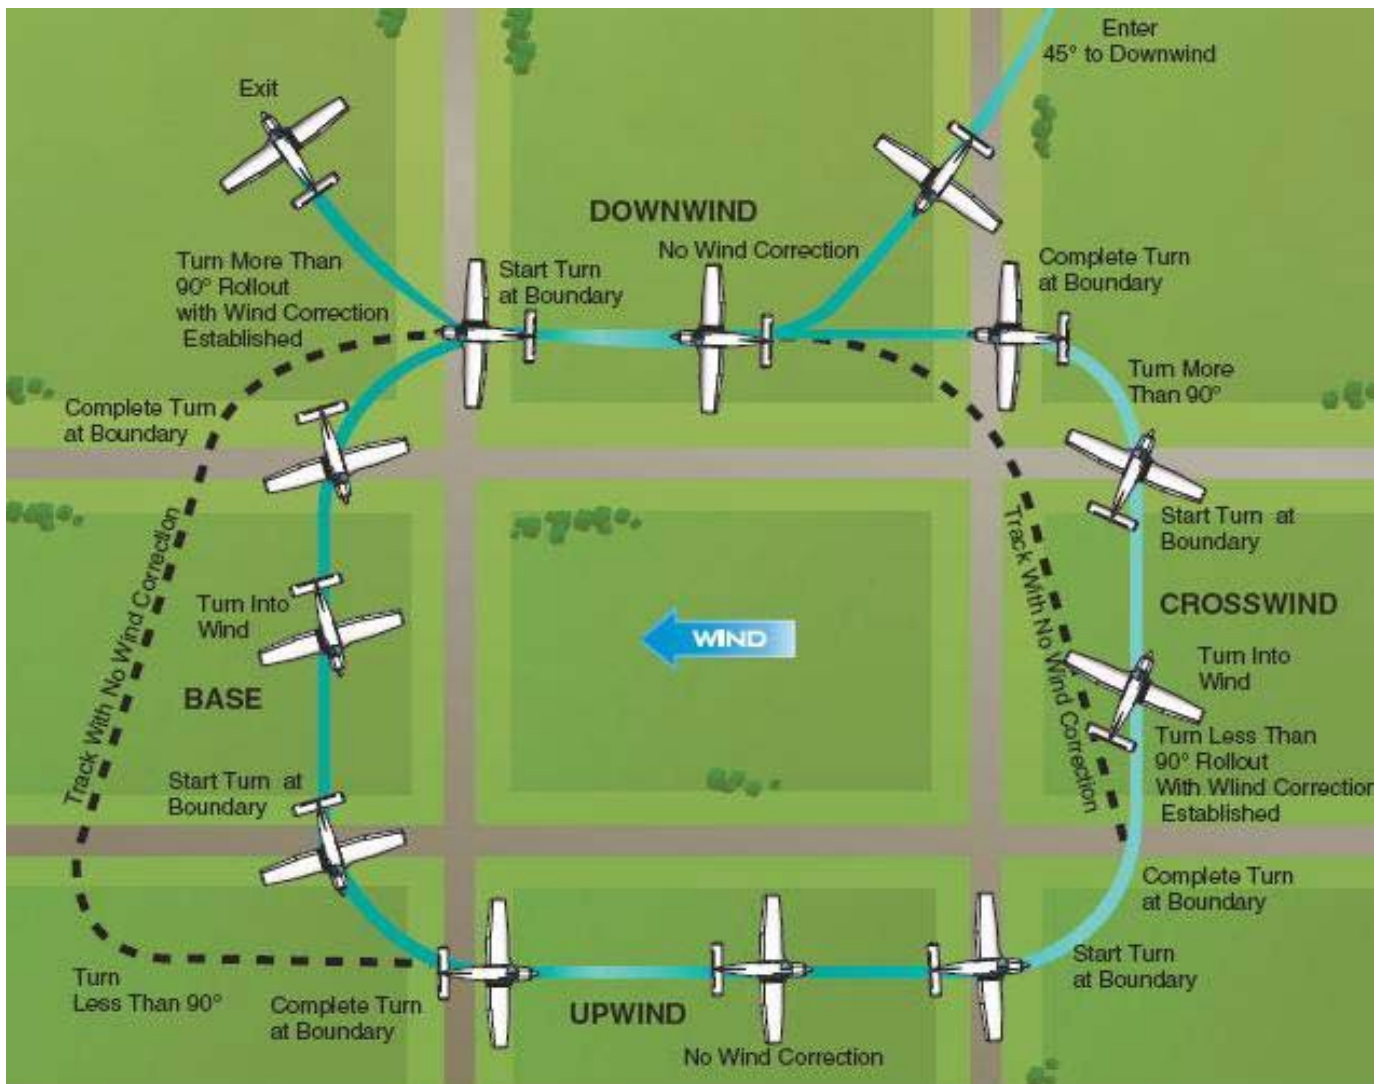 Enter
45° to Downwind
Exit
DOWNWIND
No Wind Correction
Turn More Than
90° Rollout
with Wind Correction
Established
Start Turn
at Boundary
Complete Turn
at Boundary
Turn More
Than 90°
Complete Turn
at Boundary
Start Turn at
Boundary
Track With No Wind Correction
Track With No Wind Correction
Turn Into
Wind
WIND
CROSSWIND
Turn Into
Wind
BASE
Turn Less Than
90° Rollout
With Wlind Correction
Established
Start Turn at
Boundary
Complete Turn
at Boundary
Start Turn
at Boundary
Turn
Less Than 90°
Complete Turn
at Boundary
UPWIND
No Wind Correction